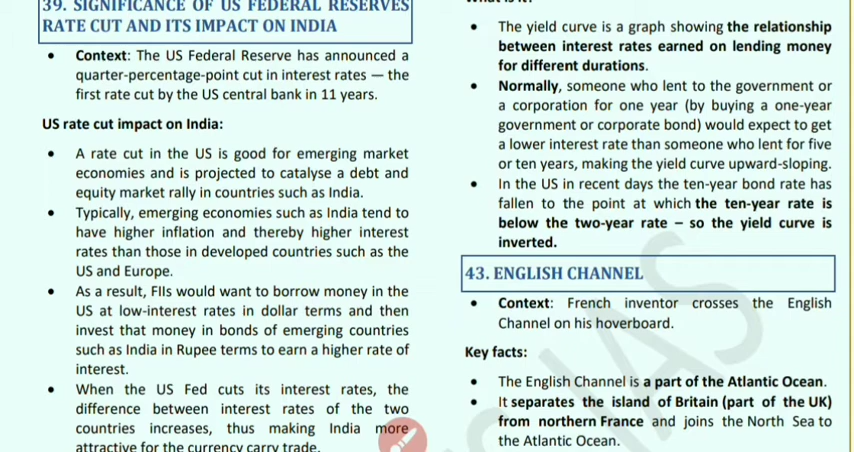 39. SIGNIFICANCE OF US FEDERAL RESERVES
RATE CUT AND ITS IMPACT ON INDIA
• Context: The US Federal Reserve has announced a
quarter-percentage-point cut in interest rates — the
first rate cut by the US central bank in 11 years.
US rate cut impact on India:
• A rate cut in the US is good for emerging market
economies and is projected to catalyse a debt and
equity market rally in countries such as India.
• Typically, emerging economies such as India tend to
have higher inflation and thereby higher interest
rates than those in developed countries such as the
US and Europe.
• As a result, FIIs would want to borrow money in the
US at low-interest rates in dollar terms and then
invest that money in bonds of emerging countries
such as India in Rupee terms to earn a higher rate of
interest.
• When the US Fed cuts its interest rates, the
difference between interest rates of the two
countries increases, thus making India more
attractive for the currency carry trade.
What is it?
• The yield curve is a graph showing the relationship
between interest rates earned on lending money
for different durations.
• Normally, someone who lent to the government or
a corporation for one year (by buying a one-year
government or corporate bond) would expect to get
a lower interest rate than someone who lent for five
or ten years, making the yield curve upward-sloping.
• In the US in recent days the ten-year bond rate has
fallen to the point at which the ten-year rate is
below the two-year rate – so the yield curve is
inverted.
43. ENGLISH CHANNEL
• Context: French inventor crosses the English
Channel on his hoverboard.
Key facts:
• The English Channel is a part of the Atlantic Ocean.
• It separates the island of Britain (part of the UK)
from northern France and joins the North Sea to
the Atlantic Ocean.
IAS